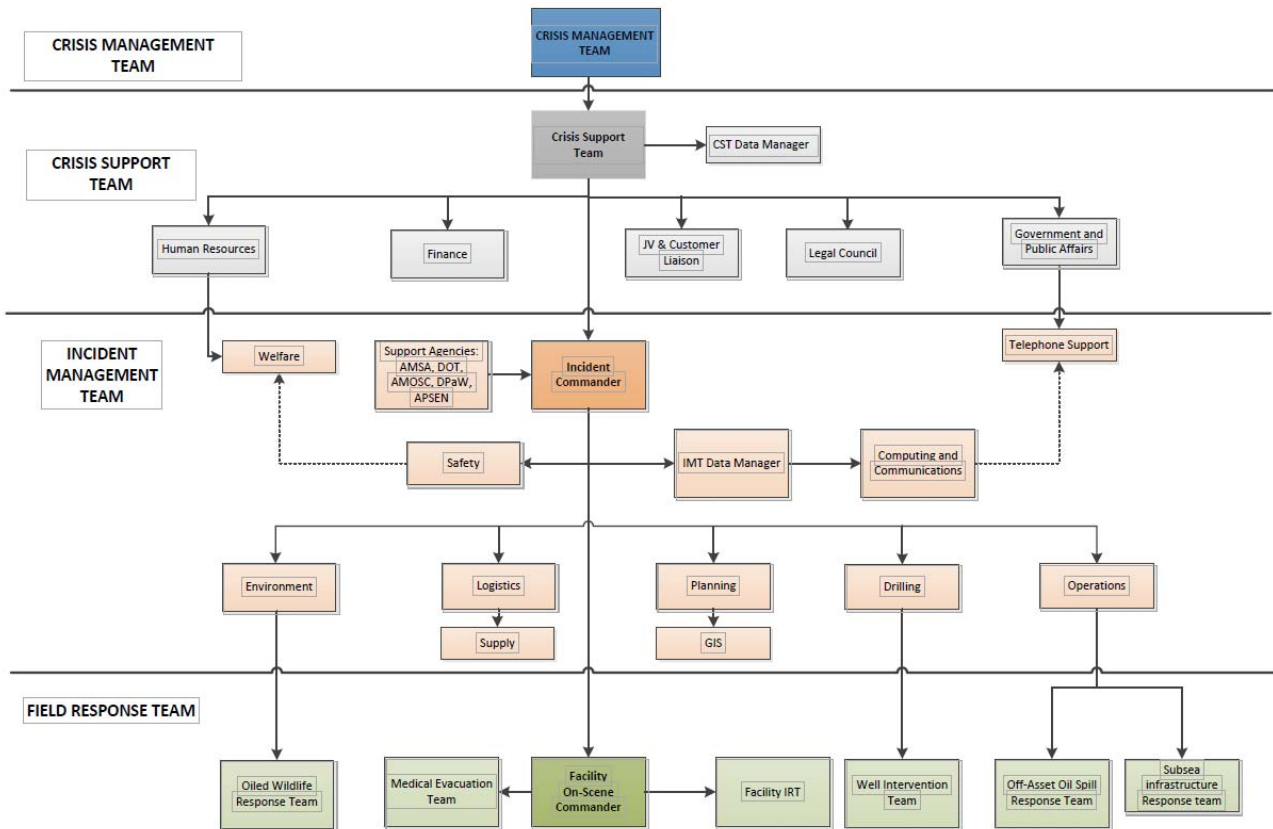 CRISIS MANAGEMENT
TEAM
CRISIS MANAGEMENT
TEAM
CRISIS SUPPORT
TEAM
Crisis Support
Team
CST Data Manager
Human Resources
Finance
JV & Customer
Liaison
Legal Council
Government and
Public Affairs
INCIDENT
MANAGEMENT
TEAM
Welfare
Support Agencies:
AMSA, DOT,
AMOSC, DPaW,
APSEN
Incident
Commander
Telephone Support
Safety
IMT Data Manager
Computing and
Communications
Environment
Logistics
Planning
Drilling
Operations
Supply
GIS
FIELD RESPONSE TEAM
Oiled Wildlife
Response Team
Medical Evacuation
Team
Facility
On-Scene
Commander
Facility IRT
Well Intervention
Team
Off-Asset Oil Spill
Response Team
Subsea
infrastructure
Response team